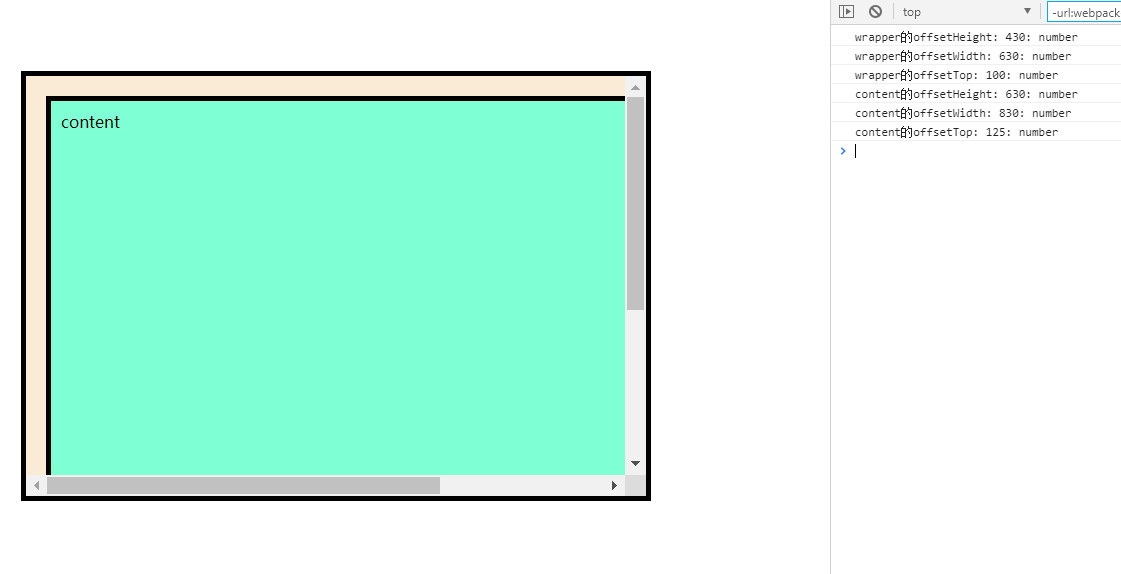 content
top
-url:webpack
wrapper的offsetHeight: 430: number
wrapper的offsetWidth: 630: number
wrapper的offsetTop: 100: number
content的offsetHeight: 630: number
content的offsetWidth: 830: number
content的offsetTop: 125: number